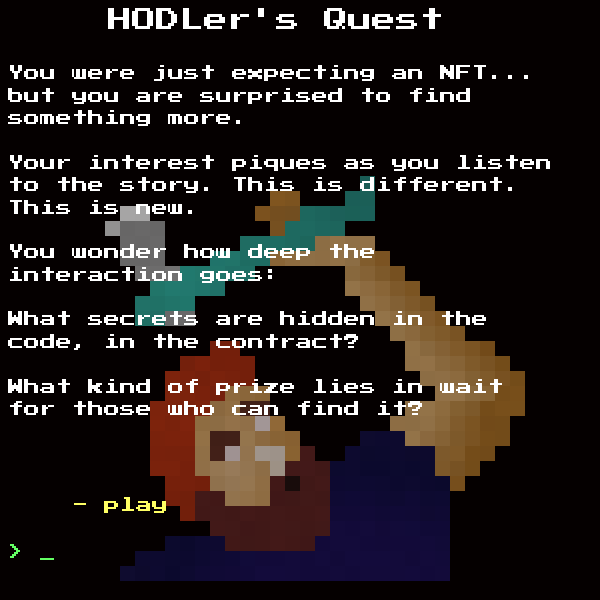 HODLer's Quest
You were just expecting an NFT...
but you are surprised to find
something more.
Your interest piques as you listen
to the story. This is different.
This is new.
You wonder how deep the
interaction goes:
What secrets are hidden in the
code, in the contract?
What kind of prize lies in wait
for those who can find it?
- play
> _